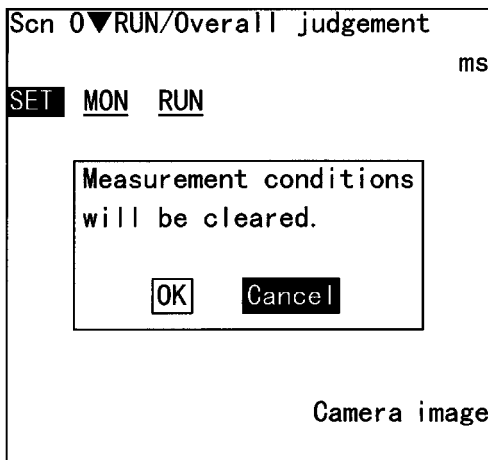 Scn 0▼RUN/Overall judgement
ms
SET MON RUN
Measurement conditions
will be cleared.
OK Cancel
Camera image